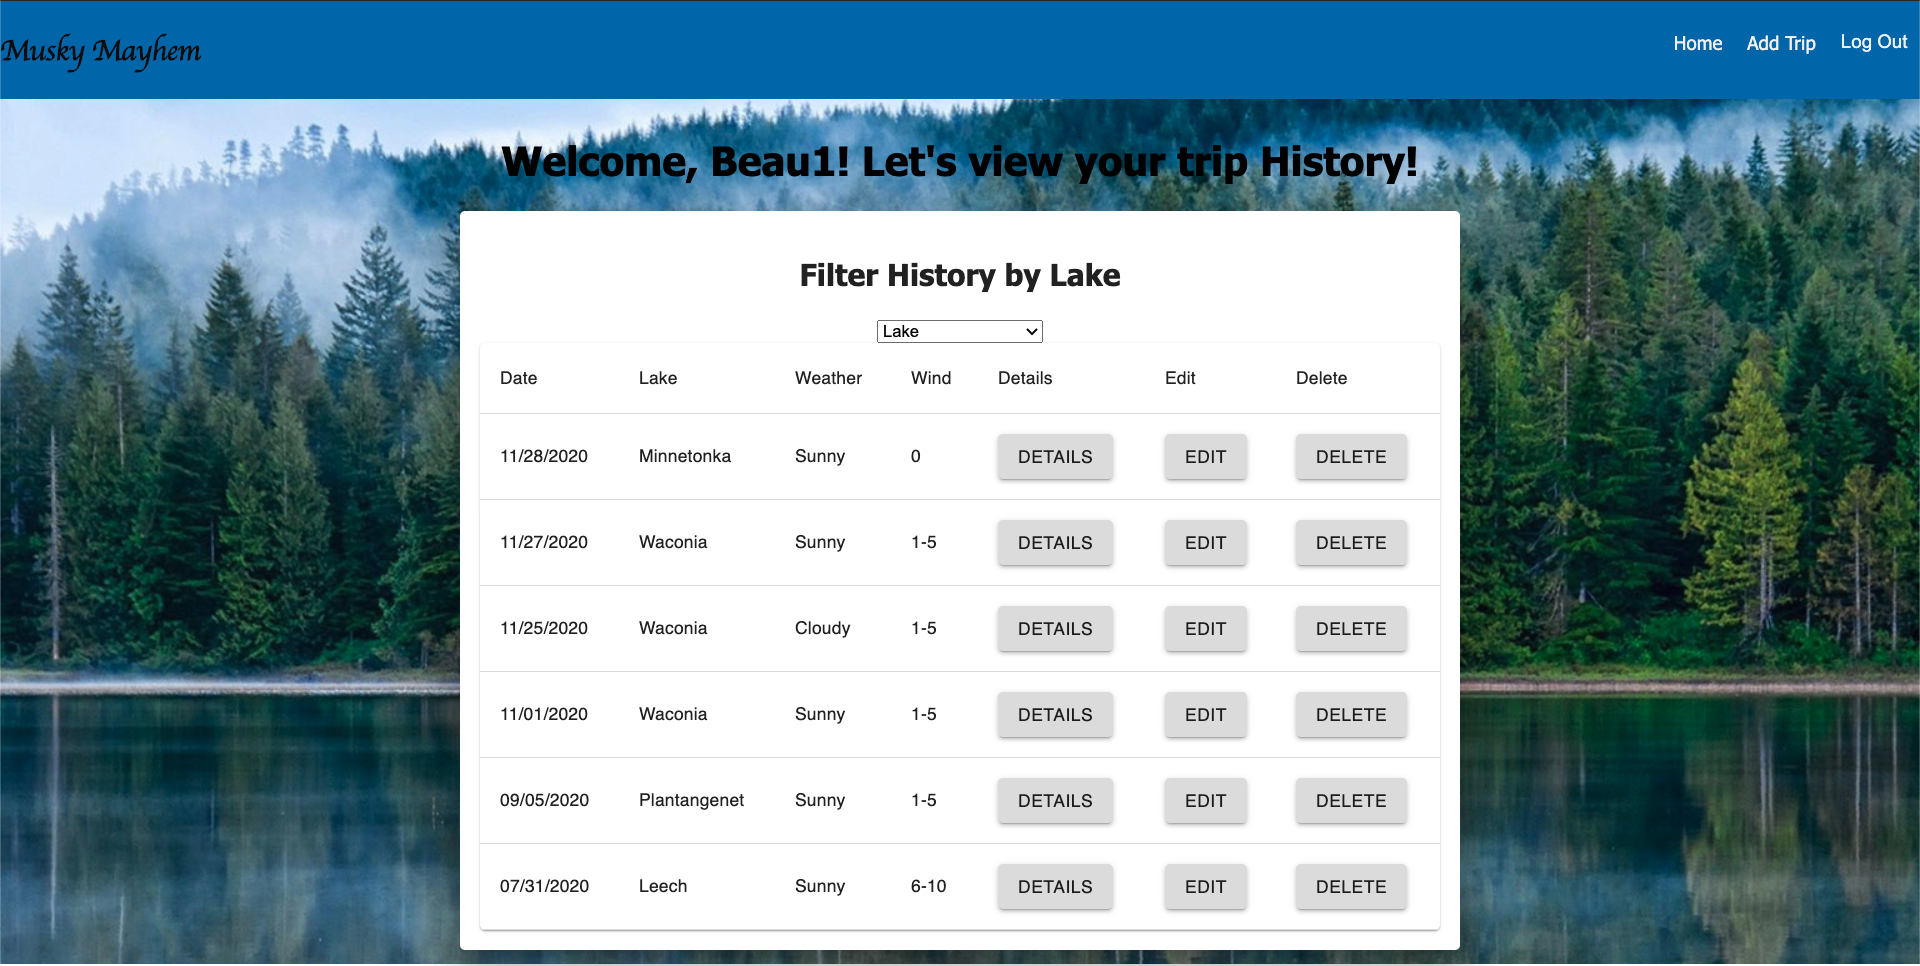 Musky Mayhem
Home Add Trip Log Out
Welcome, Beau1! Let's view your trip History!
Filter History by Lake
Lake
Date Lake Weather Wind Details Edit Delete
11/28/2020 Minnetonka Sunny 0 DETAILS EDIT DELETE
11/27/2020 Waconia Sunny 1-5 DETAILS EDIT DELETE
11/25/2020 Waconia Cloudy 1-5 DETAILS EDIT DELETE
11/01/2020 Waconia Sunny 1-5 DETAILS EDIT DELETE
09/05/2020 Plantangenet Sunny 1-5 DETAILS EDIT DELETE
07/31/2020 Leech Sunny 6-10 DETAILS EDIT DELETE